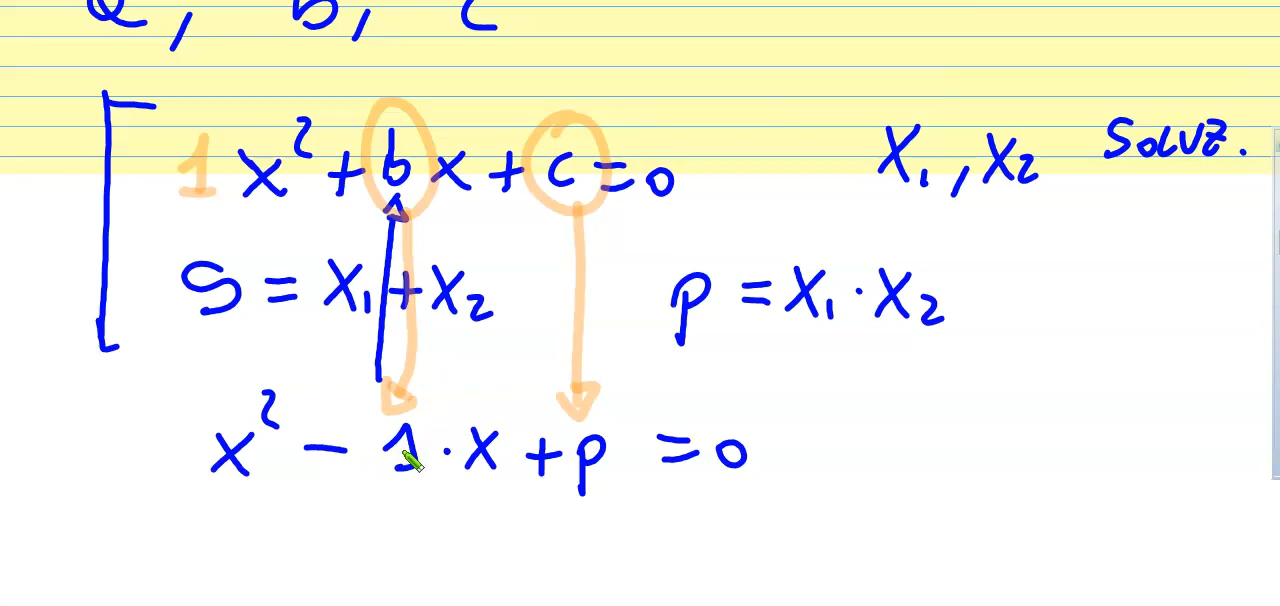 a, b, c
1x² + bx + c = 0 x₁, x₂ SOLUZ.
S = x₁ + x₂ p = x₁ · x₂
x² - 1 · x + p = 0